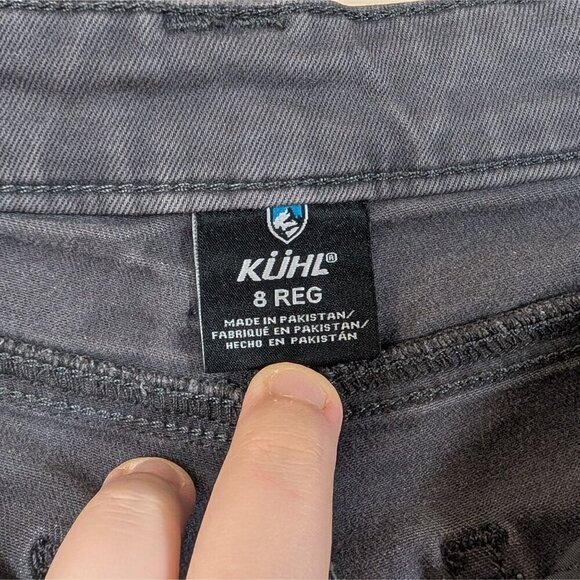 KÜHL®
8 REG
MADE IN PAKISTAN/
FABRIQUÉ EN PAKISTAN/
HECHO EN PAKISTÁN